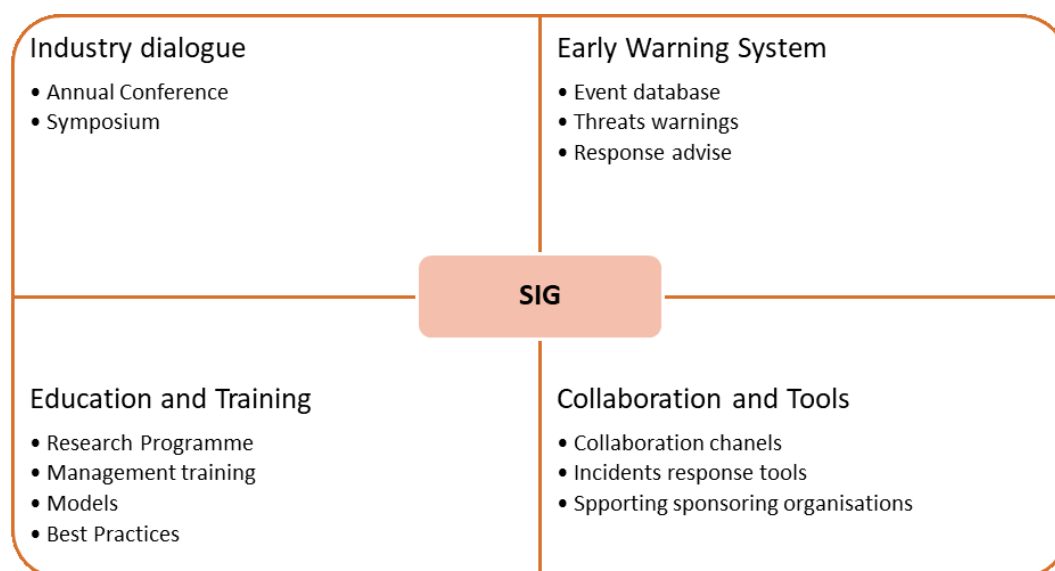 Industry dialogue
• Annual Conference
• Symposium
Early Warning System
• Event database
• Threats warnings
• Response advise
SIG
Education and Training
• Research Programme
• Management training
• Models
• Best Practices
Collaboration and Tools
• Collaboration chanels
• Incidents response tools
• Spporting sponsoring organisations